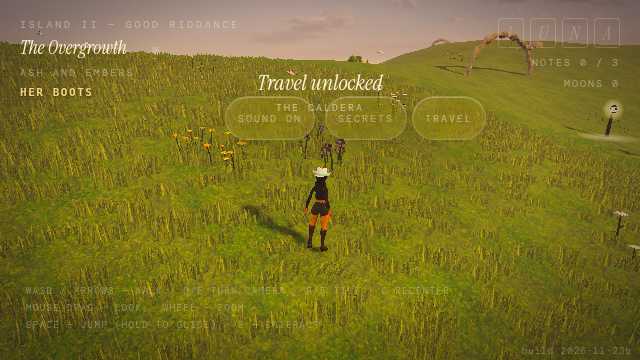 ISLAND II — GOOD RIDDANCE
The Overgrowth
ASH AND EMBERS
HER BOOTS
L U N A
NOTES 0 / 3
MOONS 0
Travel unlocked
THE CALDERA
SOUND ON
SECRETS
TRAVEL
WASD / ARROWS — WALK Q/E TURN CAMERA C RECENTER
MOUSE DRAG — LOOK WHEEL — ZOOM
SPACE — JUMP (HOLD TO GLIDE) INTERACT
build 2026-11-23b